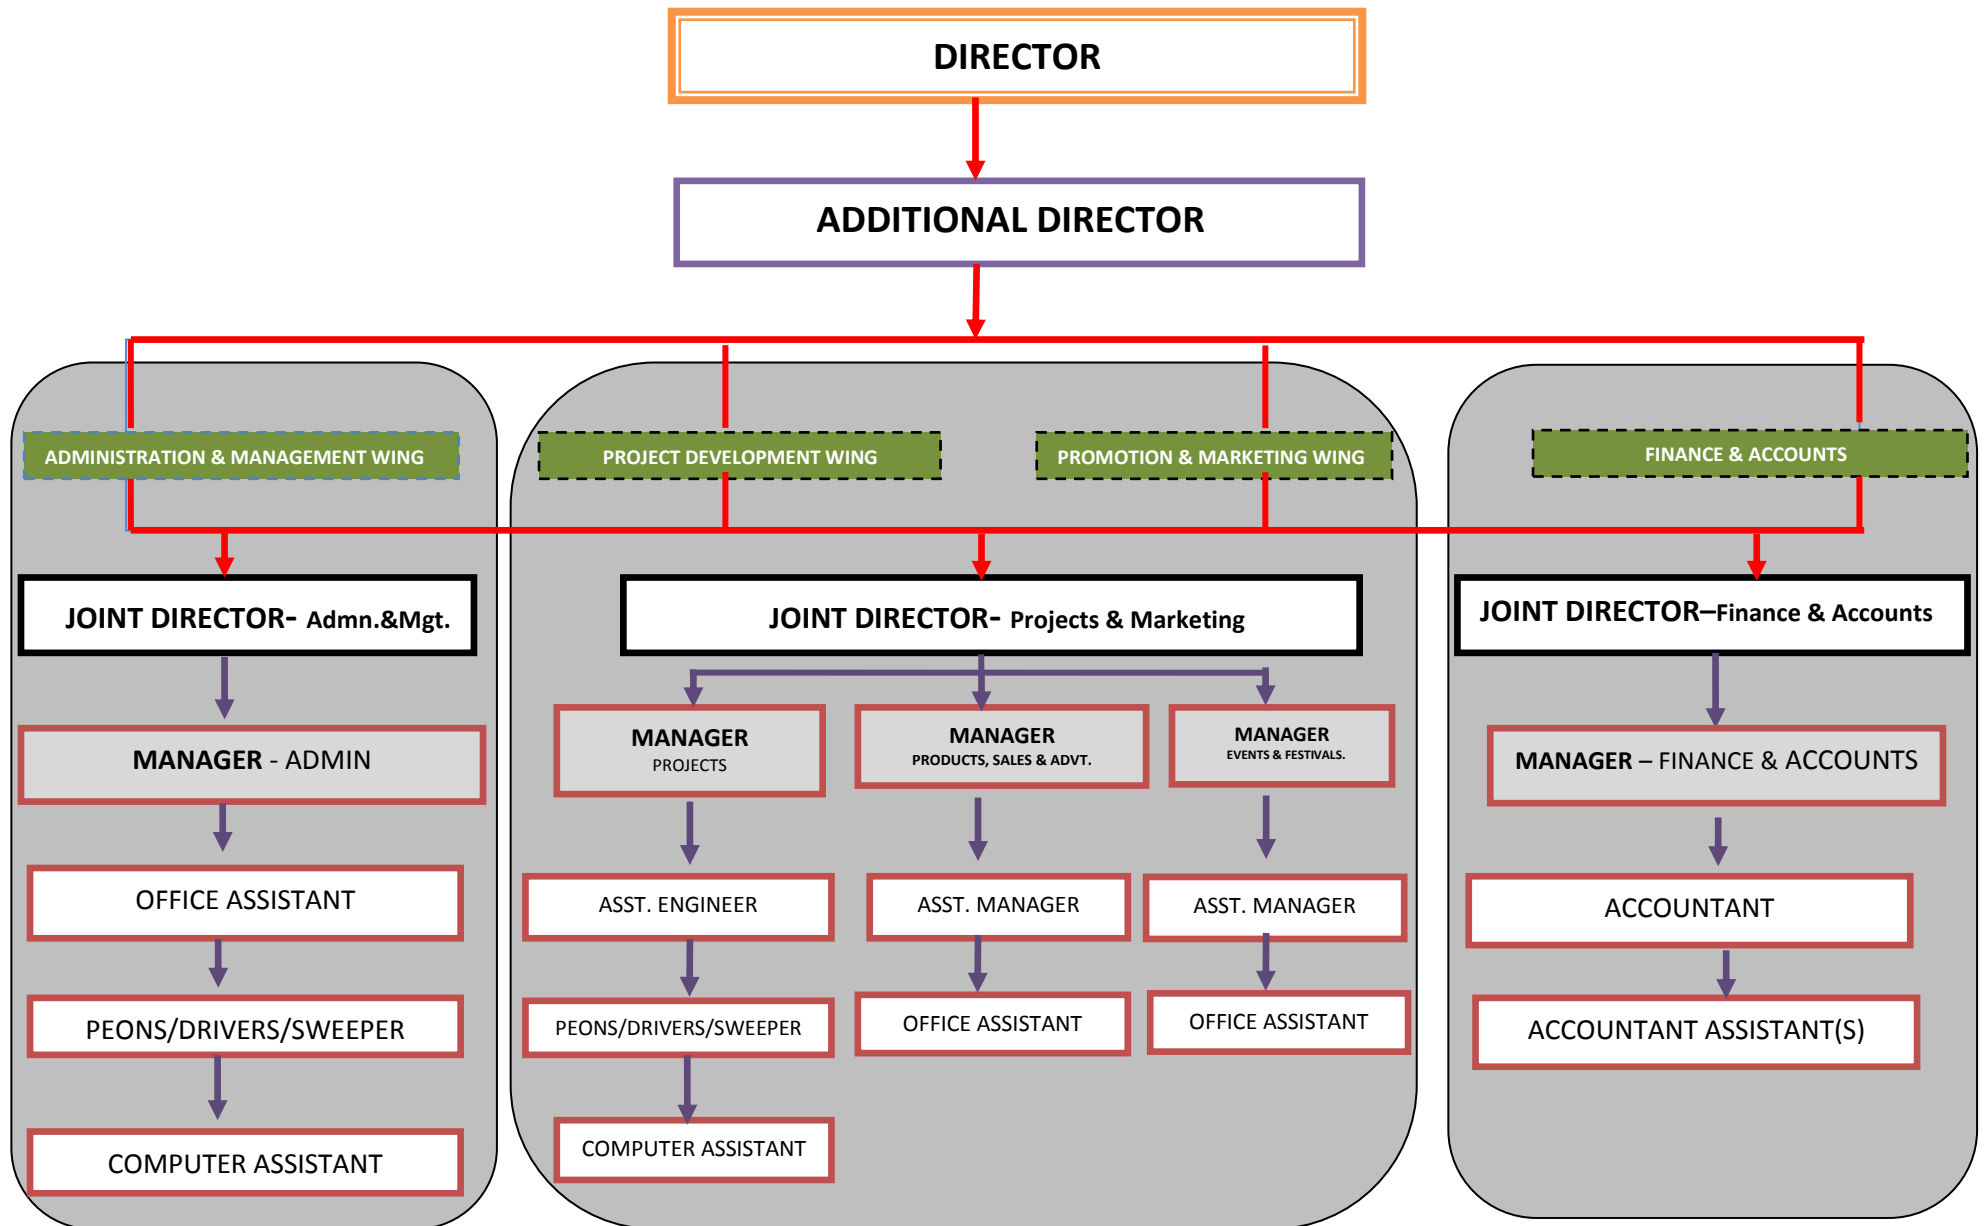 DIRECTOR
ADDITIONAL DIRECTOR
ADMINISTRATION & MANAGEMENT WING
PROJECT DEVELOPMENT WING
PROMOTION & MARKETING WING
FINANCE & ACCOUNTS
JOINT DIRECTOR- Admn.&Mgt.
JOINT DIRECTOR- Projects & Marketing
JOINT DIRECTOR–Finance & Accounts
MANAGER - ADMIN
MANAGER
PROJECTS
MANAGER
PRODUCTS, SALES & ADVT.
MANAGER
EVENTS & FESTIVALS.
MANAGER – FINANCE & ACCOUNTS
OFFICE ASSISTANT
ASST. ENGINEER
ASST. MANAGER
ASST. MANAGER
ACCOUNTANT
PEONS/DRIVERS/SWEEPER
PEONS/DRIVERS/SWEEPER
OFFICE ASSISTANT
OFFICE ASSISTANT
ACCOUNTANT ASSISTANT(S)
COMPUTER ASSISTANT
COMPUTER ASSISTANT